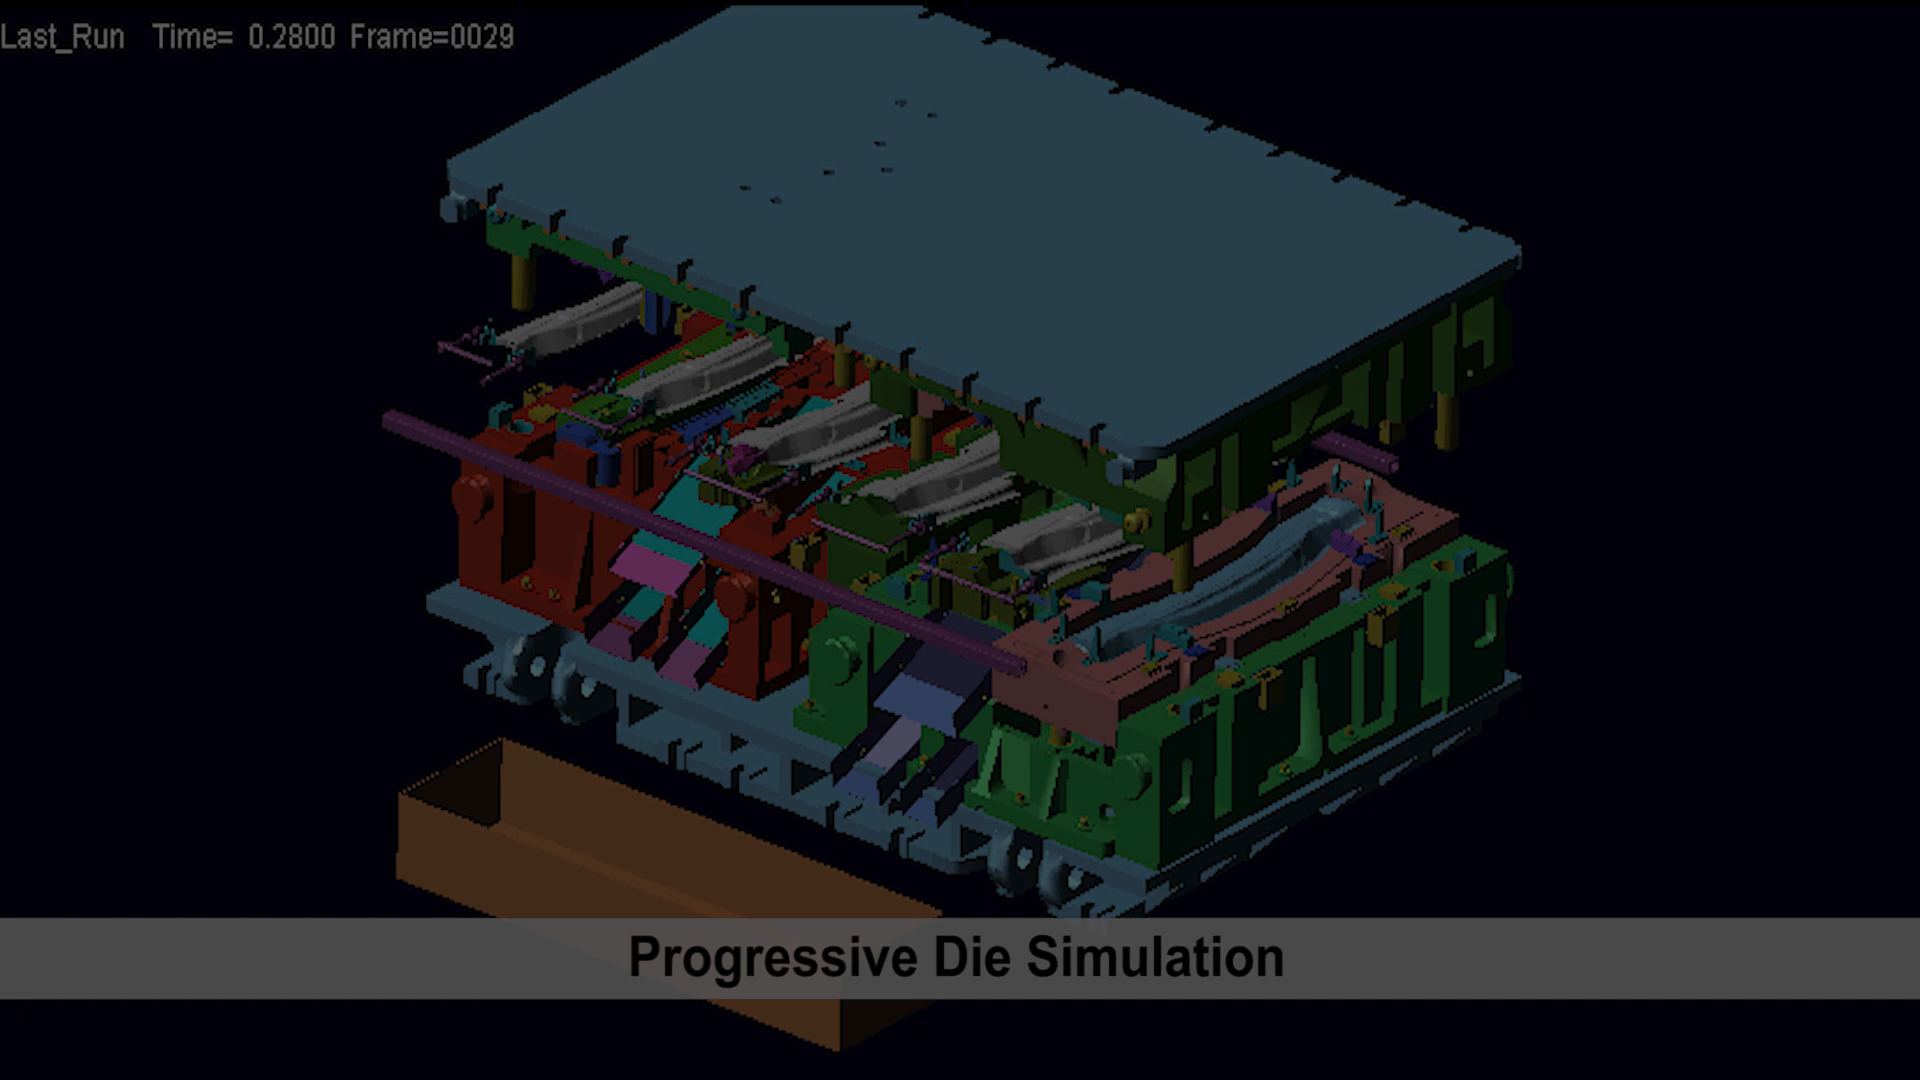 Last_Run Time= 0.2800 Frame=0029
Progressive Die Simulation